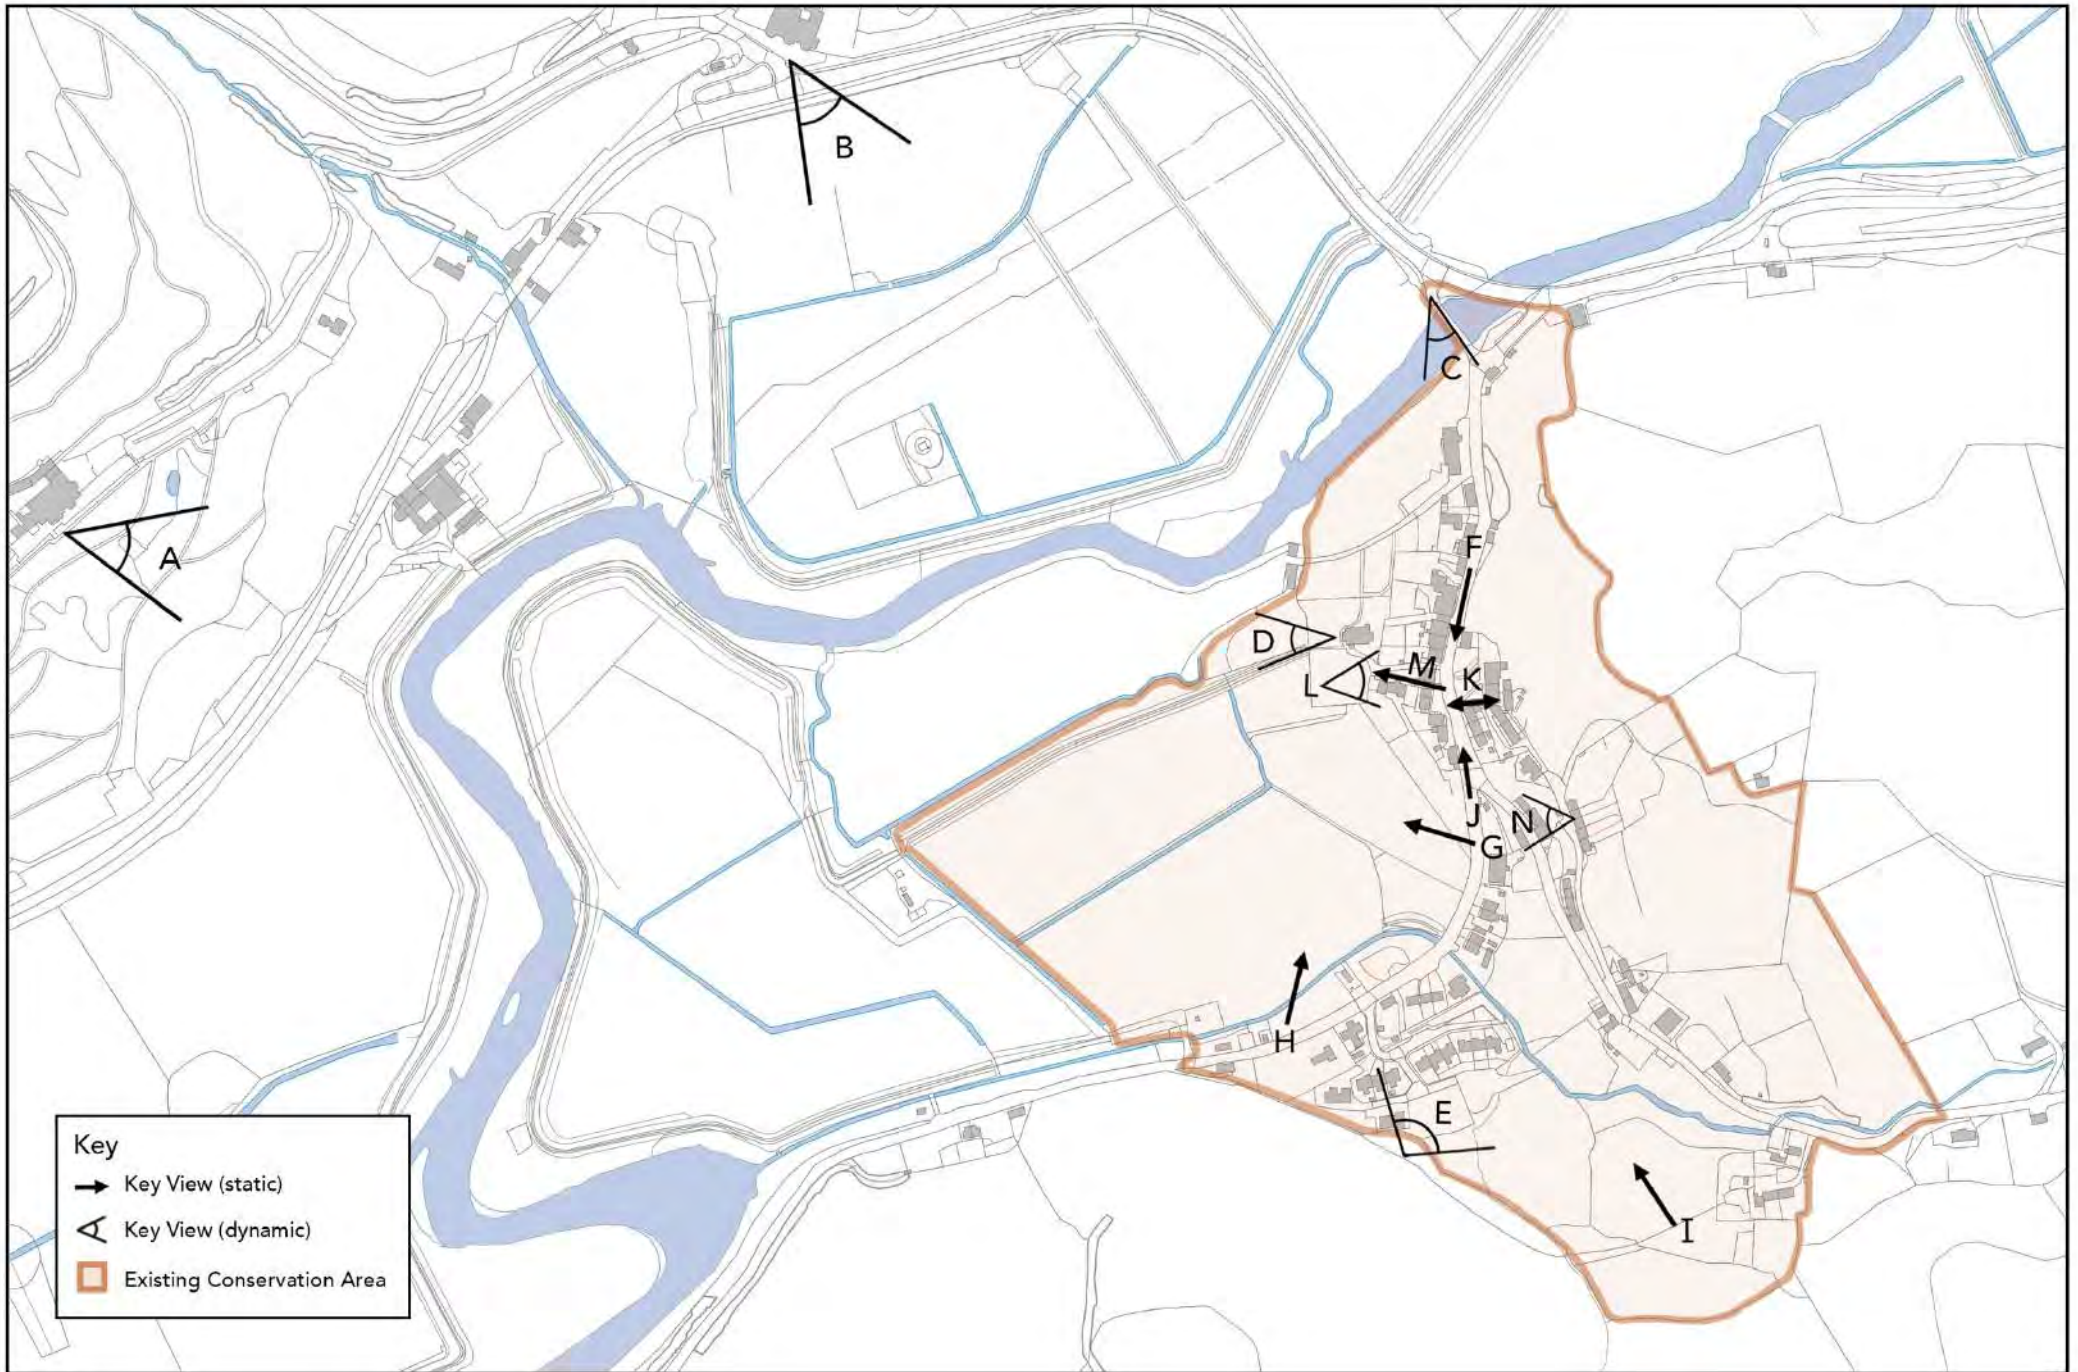 B
C
A
F
D
M
K
L
J
N
G
H
E
I
Key
Key View (static)
Key View (dynamic)
Existing Conservation Area